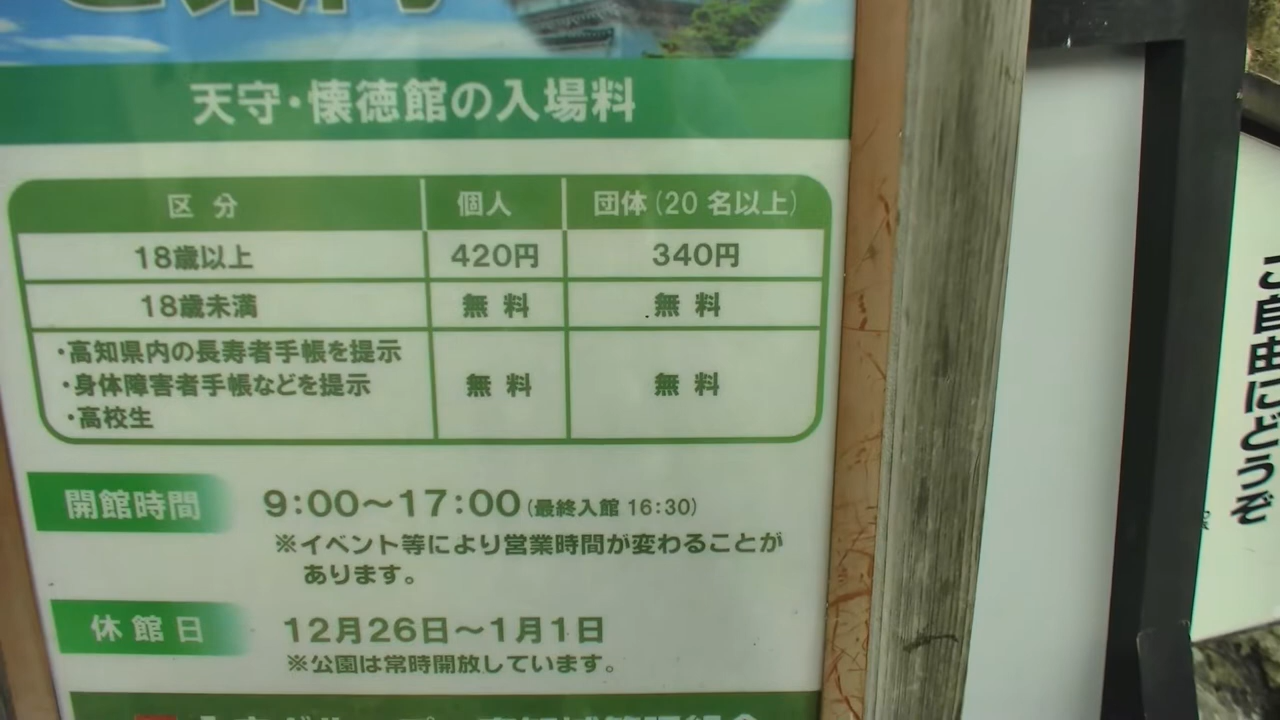 ご案内
天守・懐徳館の入場料
区 分 個人 団体(20 名以上)
18歳以上 420円 340円
18歳未満 無 料 無 料
・高知県内の長寿者手帳を提示
・身体障害者手帳などを提示 無 料 無 料
・高校生
開館時間 9:00〜17:00(最終入館 16:30)
※イベント等により営業時間が変わることが
あります。
休館日 12月26日〜1月1日
※公園は常時開放しています。
ご自由にどうぞ